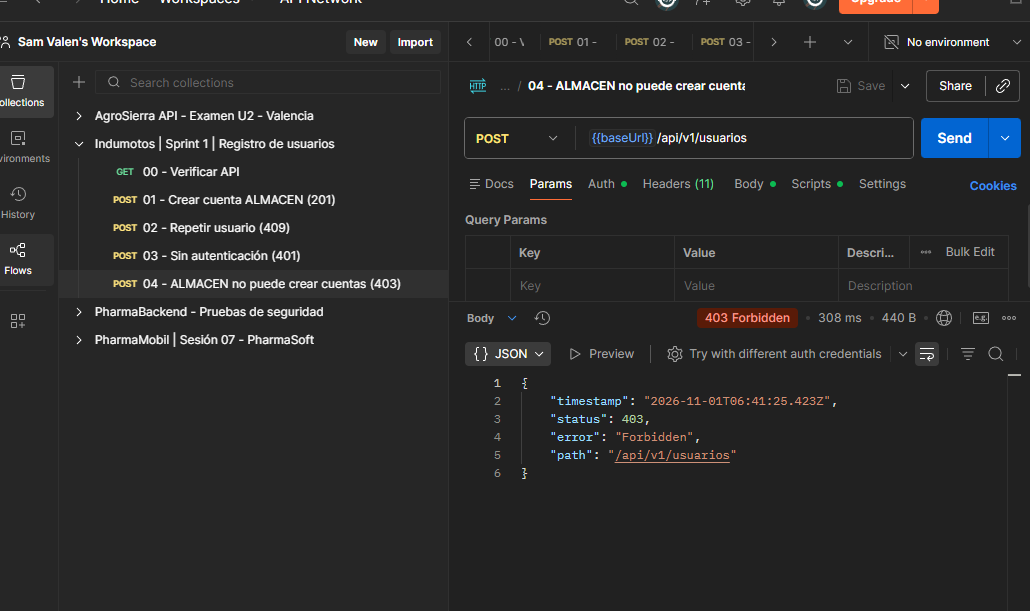 Home Workspaces API Network
Upgrade
Sam Valen's Workspace
New
Import
Search collections
ollections
vironments
History
Flows
AgroSierra API - Examen U2 - Valencia
Indumotos | Sprint 1 | Registro de usuarios
GET 00 - Verificar API
POST 01 - Crear cuenta ALMACEN (201)
POST 02 - Repetir usuario (409)
POST 03 - Sin autenticación (401)
POST 04 - ALMACEN no puede crear cuentas (403)
PharmaBackend - Pruebas de seguridad
PharmaMobil | Sesión 07 - PharmaSoft
00 - V
POST 01 -
POST 02 -
POST 03 -
No environment
HTTP ... / 04 - ALMACEN no puede crear cuenta
Save
Share
POST
{{baseUrl}} /api/v1/usuarios
Send
Docs Params Auth Headers (11) Body Scripts Settings
Cookies
Query Params
Key Value Descri... Bulk Edit
Key Value Description
Body
403 Forbidden • 308 ms • 440 B
e.g.
{} JSON
Preview
Try with different auth credentials
1 {
2 "timestamp": "2026-11-01T06:41:25.423Z",
3 "status": 403,
4 "error": "Forbidden",
5 "path": "/api/v1/usuarios"
6 }